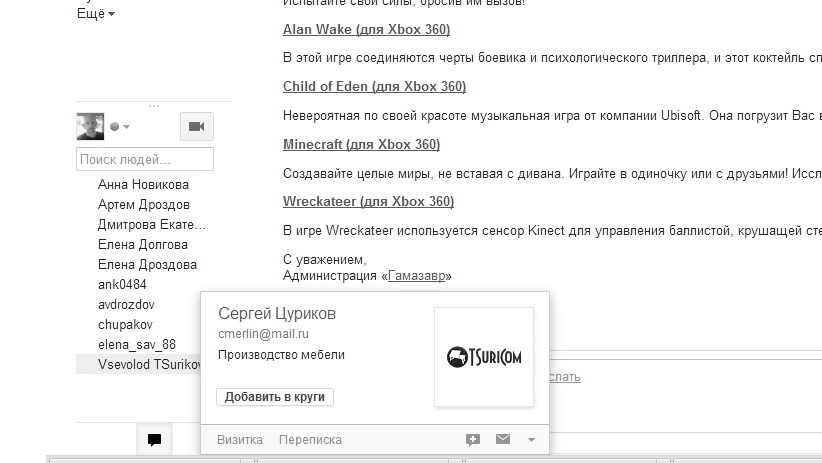 Испытайте свои силы, бросив им вызов!
Ещё
Alan Wake (для Xbox 360)
В этой игре соединяются черты боевика и психологического триллера, и этот коктейль сп
Child of Eden (для Xbox 360)
Невероятная по своей красоте музыкальная игра от компании Ubisoft. Она погрузит Вас в
Minecraft (для Xbox 360)
Создавайте целые миры, не вставая с дивана. Играйте в одиночку или с друзьями! Иссл
Wreckateer (для Xbox 360)
В игре Wreckateer используется сенсор Kinect для управления баллистой, крушащей сте
С уважением,
Администрация «Гамазавр»
Поиск людей...
Анна Новикова
Артем Дроздов
Дмитрова Екате...
Елена Долгова
Елена Дроздова
ank0484
avdrozdov
chupakov
elena_sav_88
Vsevolod TSurikov
Сергей Цуриков
cmerlin@mail.ru
Производство мебели
TSURICOM
Добавить в круги
Визитка Переписка
слать